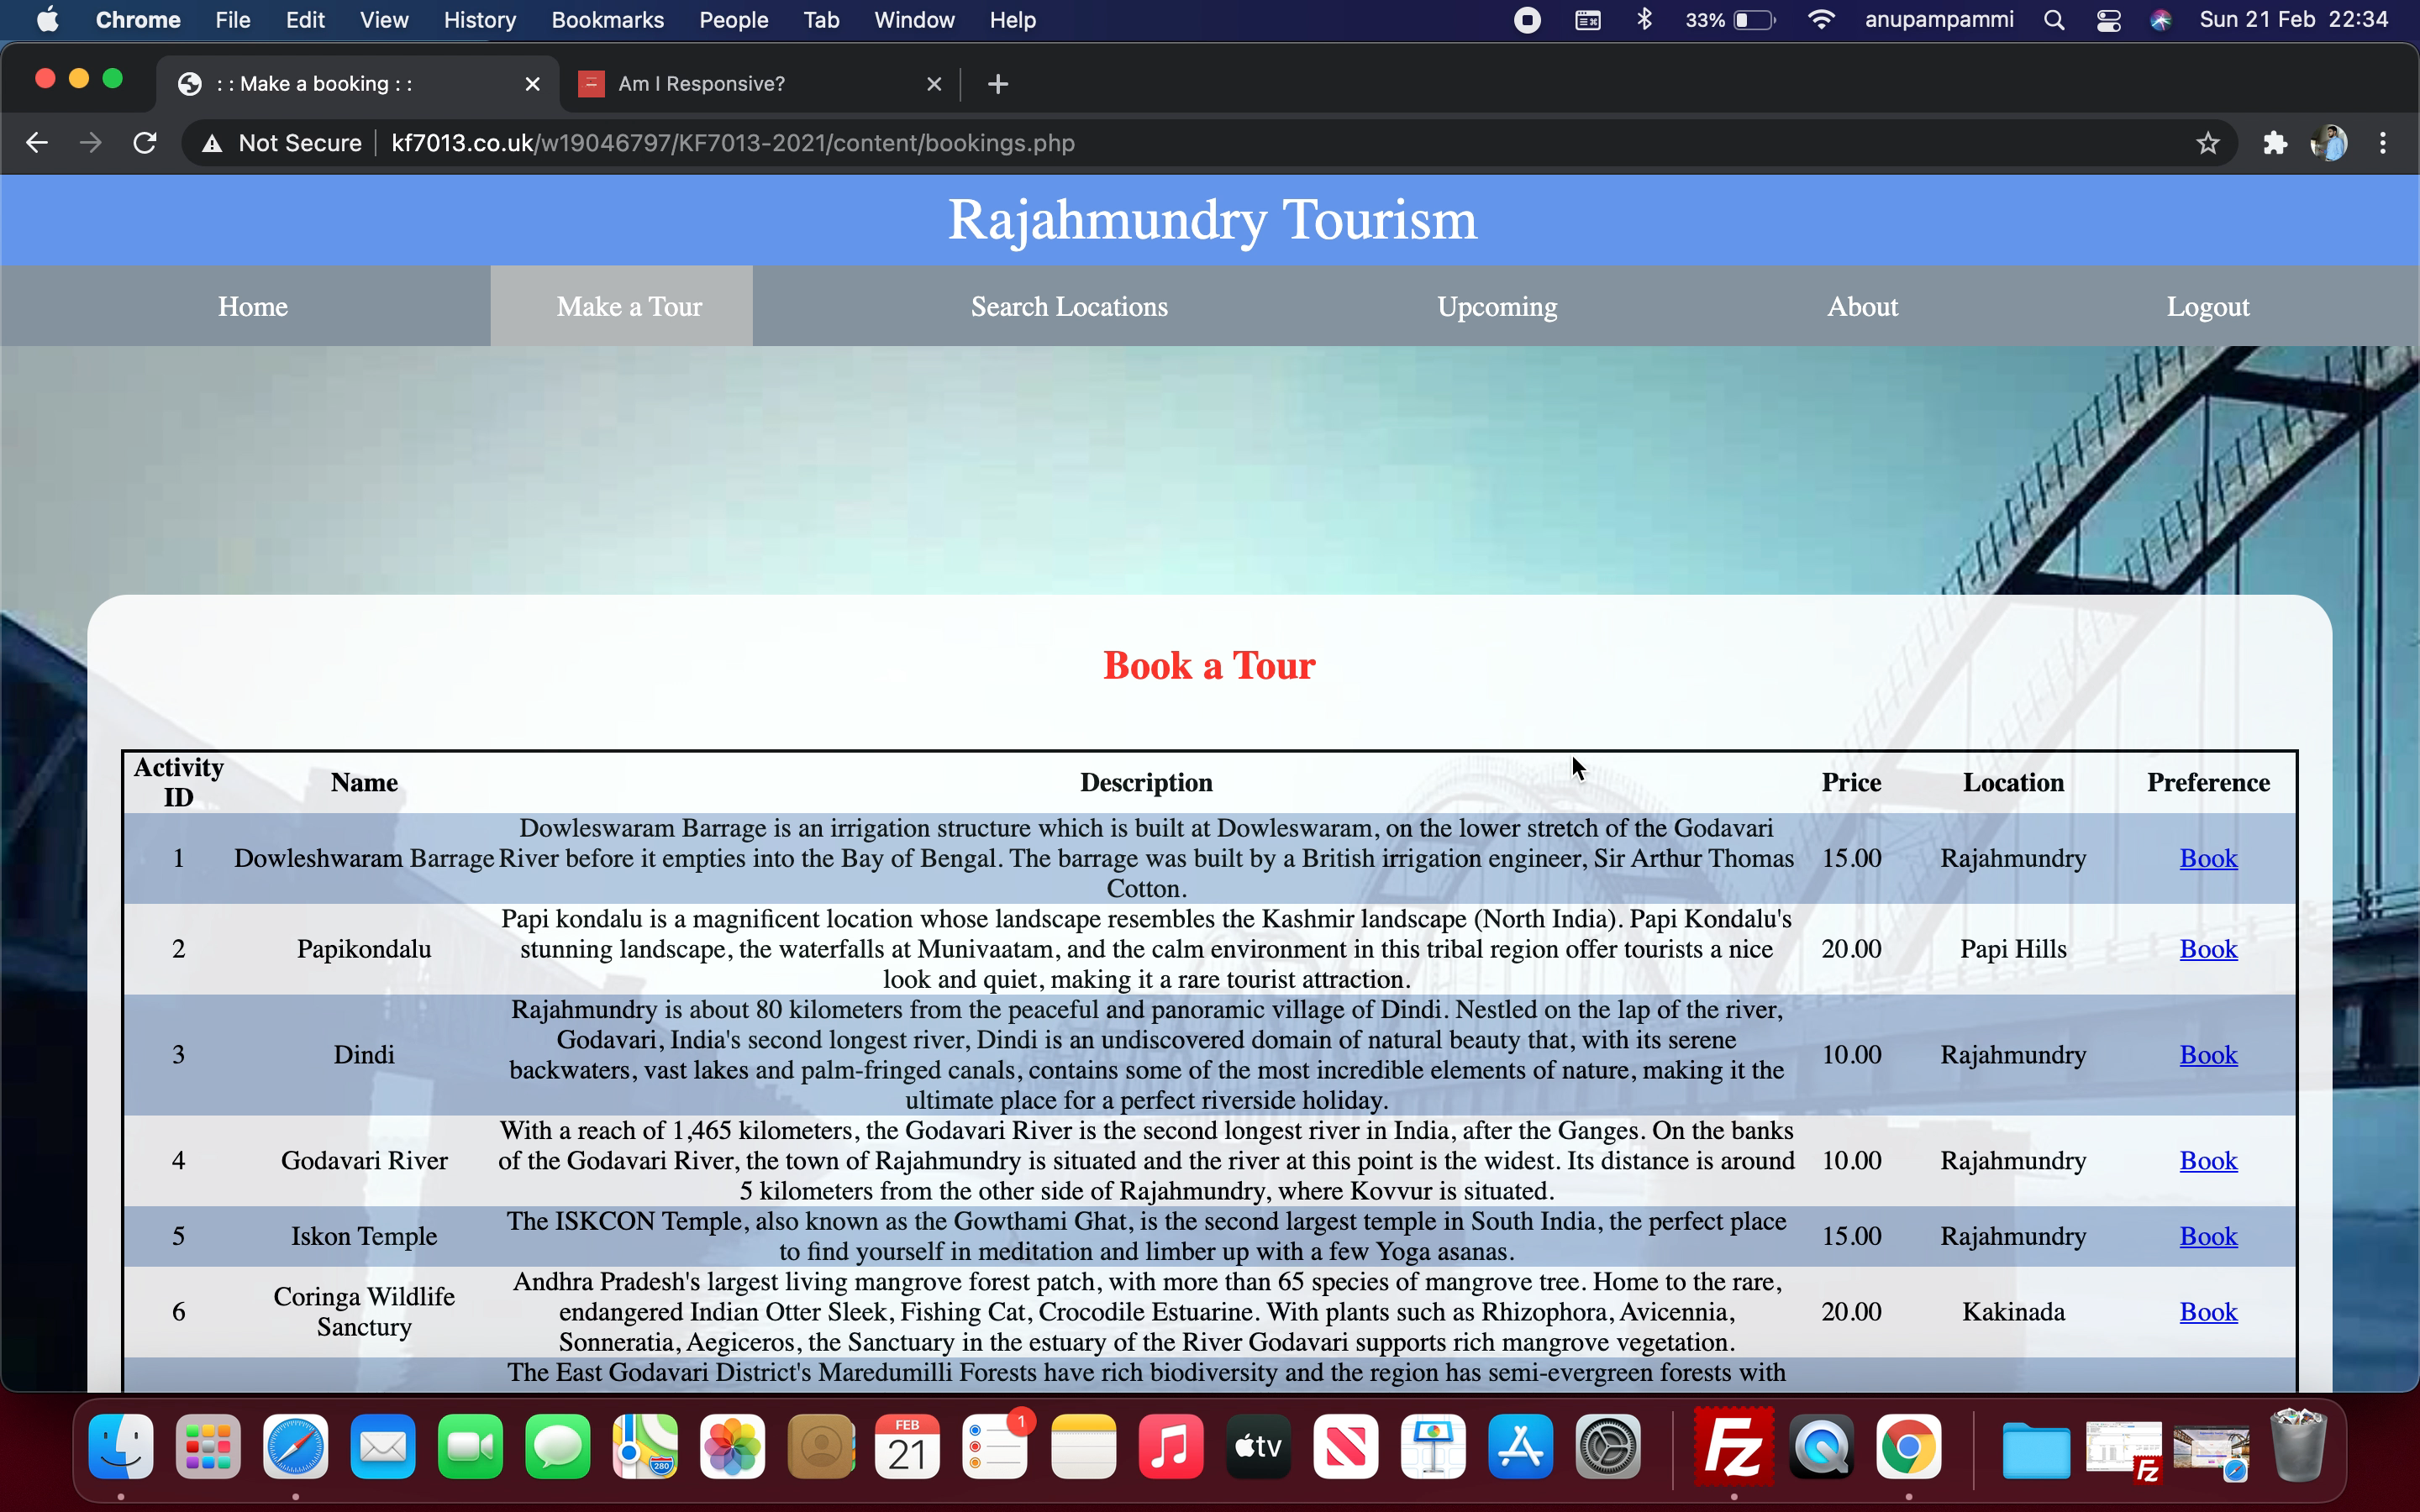 Chrome File Edit View History Bookmarks People Tab Window Help 33% anupampammi Sun 21 Feb 22:34
: : Make a booking : : Am I Responsive?
Not Secure kf7013.co.uk/w19046797/KF7013-2021/content/bookings.php
Rajahmundry Tourism
Home Make a Tour Search Locations Upcoming About Logout
Book a Tour
Activity ID Name Description Price Location Preference
Dowleswaram Barrage is an irrigation structure which is built at Dowleswaram, on the lower stretch of the Godavari
1 Dowleshwaram Barrage River before it empties into the Bay of Bengal. The barrage was built by a British irrigation engineer, Sir Arthur Thomas 15.00 Rajahmundry Book
Cotton.
Papi kondalu is a magnificent location whose landscape resembles the Kashmir landscape (North India). Papi Kondalu's
2 Papikondalu stunning landscape, the waterfalls at Munivaatam, and the calm environment in this tribal region offer tourists a nice 20.00 Papi Hills Book
look and quiet, making it a rare tourist attraction.
Rajahmundry is about 80 kilometers from the peaceful and panoramic village of Dindi. Nestled on the lap of the river,
Godavari, India's second longest river, Dindi is an undiscovered domain of natural beauty that, with its serene
3 Dindi backwaters, vast lakes and palm-fringed canals, contains some of the most incredible elements of nature, making it the 10.00 Rajahmundry Book
ultimate place for a perfect riverside holiday.
With a reach of 1,465 kilometers, the Godavari River is the second longest river in India, after the Ganges. On the banks
4 Godavari River of the Godavari River, the town of Rajahmundry is situated and the river at this point is the widest. Its distance is around 10.00 Rajahmundry Book
5 kilometers from the other side of Rajahmundry, where Kovvur is situated.
The ISKCON Temple, also known as the Gowthami Ghat, is the second largest temple in South India, the perfect place
5 Iskon Temple to find yourself in meditation and limber up with a few Yoga asanas. 15.00 Rajahmundry Book
Andhra Pradesh's largest living mangrove forest patch, with more than 65 species of mangrove tree. Home to the rare,
6 Coringa Wildlife Sanctury endangered Indian Otter Sleek, Fishing Cat, Crocodile Estuarine. With plants such as Rhizophora, Avicennia, 20.00 Kakinada Book
Sonneratia, Aegiceros, the Sanctuary in the estuary of the River Godavari supports rich mangrove vegetation.
The East Godavari District's Maredumilli Forests have rich biodiversity and the region has semi-evergreen forests with
280 FEB 21 1 tv Fz Fz